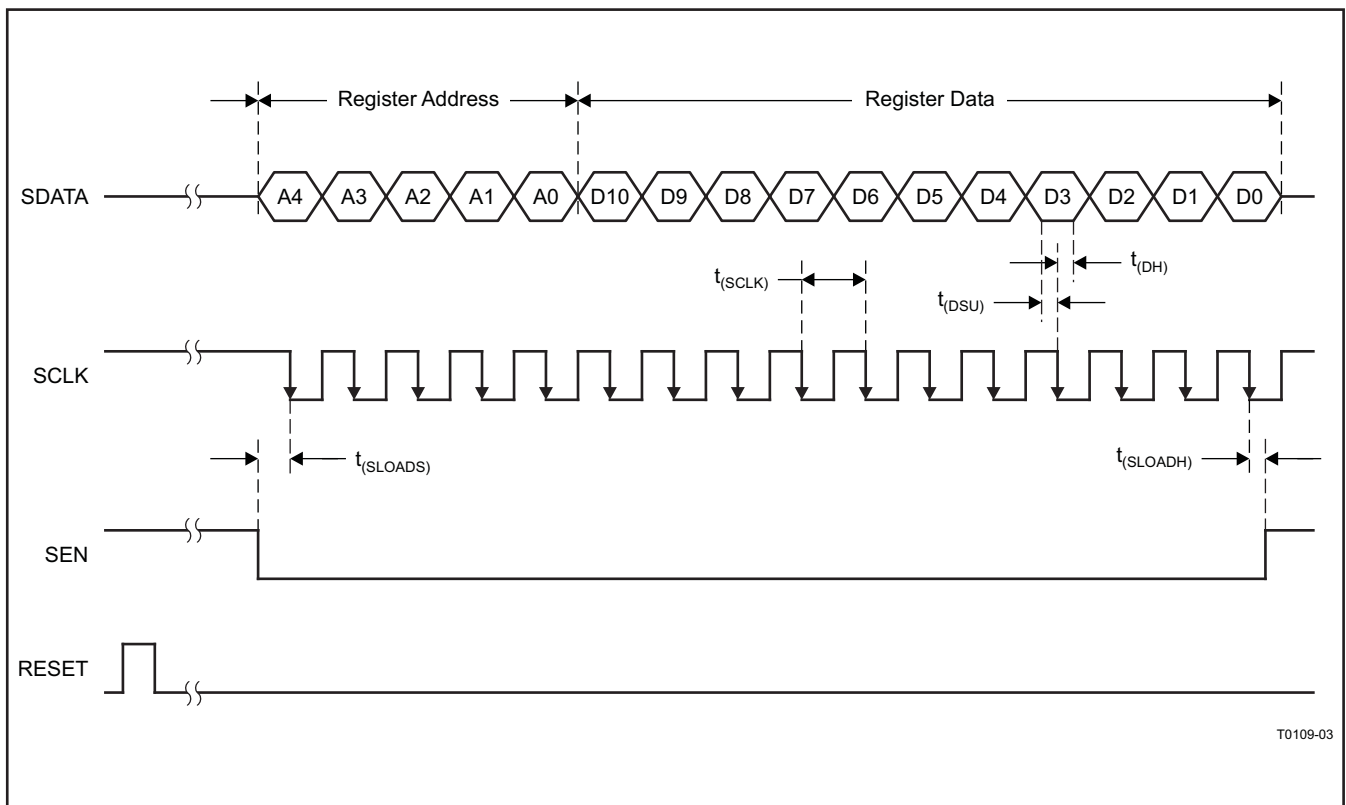 Register Address
Register Data
SDATA
A4 A3 A2 A1 A0 D10 D9 D8 D7 D6 D5 D4 D3 D2 D1 D0
t(SCLK)
t(DH)
t(DSU)
SCLK
t(SLOADS)
t(SLOADH)
SEN
RESET
T0109-03